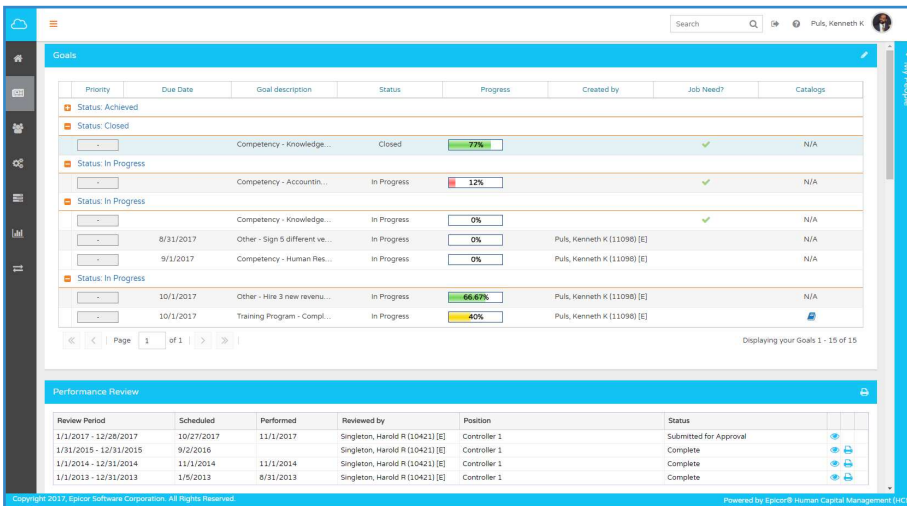 Search
Puls, Kenneth K
My People
Goals
Priority Due Date Goal description Status Progress Created by Job Need? Catalogs
Status: Achieved
Status: Closed
- Competency - Knowledge... Closed 77% N/A
Status: In Progress
- Competency - Accountin... In Progress 12% N/A
Status: In Progress
- Competency - Knowledge... In Progress 0% N/A
- 8/31/2017 Other - Sign 5 different ve... In Progress 0% Puls, Kenneth K (11098) [E] N/A
- 9/1/2017 Competency - Human Res... In Progress 0% Puls, Kenneth K (11098) [E] N/A
Status: In Progress
- 10/1/2017 Other - Hire 3 new revenu... In Progress 66.67% Puls, Kenneth K (11098) [E] N/A
- 10/1/2017 Training Program - Compl... In Progress 40% Puls, Kenneth K (11098) [E]
Page 1 of 1 Displaying your Goals 1 - 15 of 15
Performance Review
Review Period Scheduled Performed Reviewed by Position Status
1/1/2017 - 12/28/2017 10/27/2017 11/1/2017 Singleton, Harold R (10421) [E] Controller 1 Submitted for Approval
1/31/2015 - 12/31/2015 9/2/2016 Singleton, Harold R (10421) [E] Controller 1 Complete
1/1/2014 - 12/31/2014 11/1/2014 11/1/2014 Singleton, Harold R (10421) [E] Controller 1 Complete
1/1/2013 - 12/31/2013 1/5/2013 8/31/2013 Singleton, Harold R (10421) [E] Controller 1 Complete
Copyright 2017, Epicor Software Corporation. All Rights Reserved. Powered by Epicor® Human Capital Management (HC